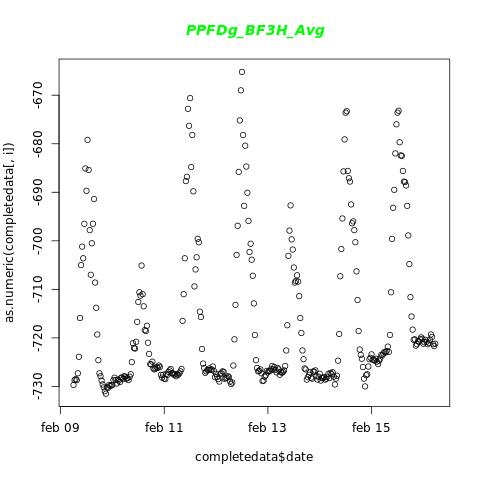 PPFDg_BF3H_Avg
as.numeric(completedata[, i])
-670
-680
-690
-700
-710
-720
-730
feb 09
feb 11
feb 13
feb 15
completedata$date